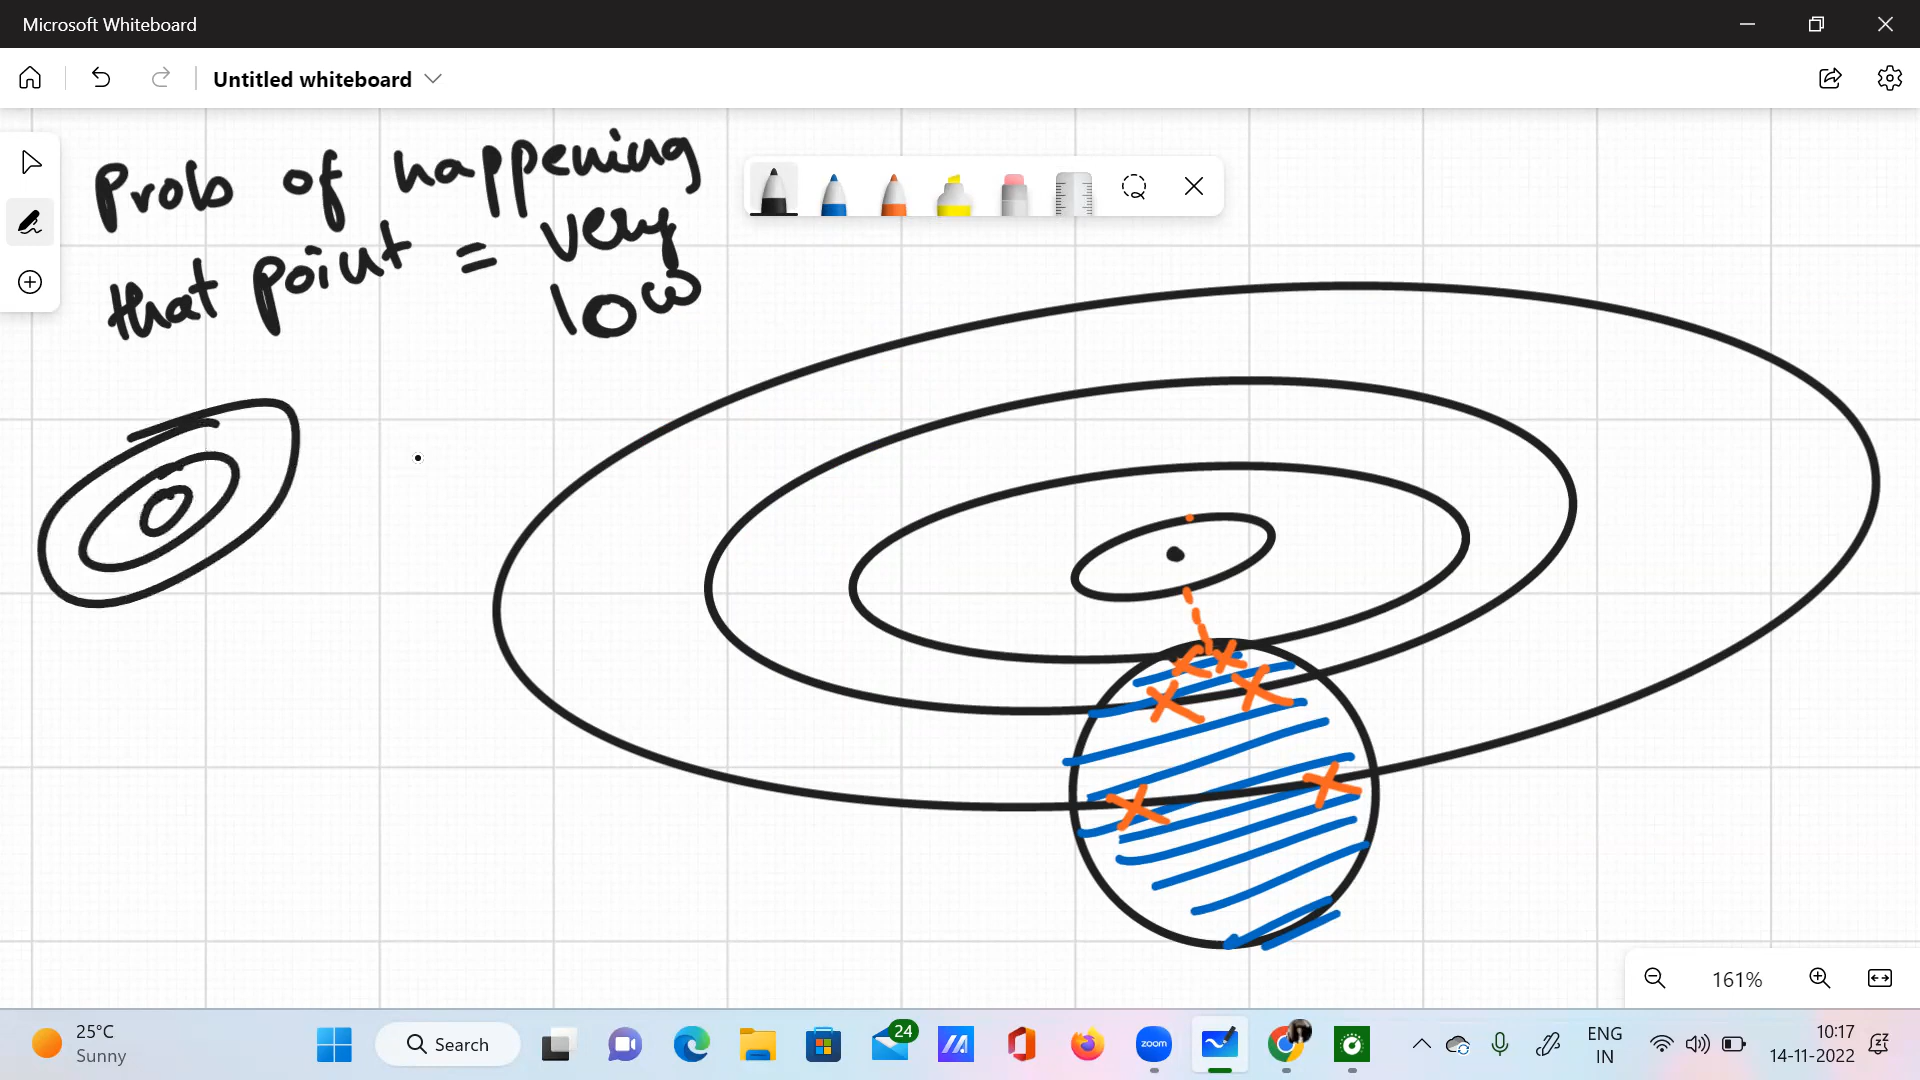 Microsoft Whiteboard
Untitled whiteboard
Prob of happening
that point = very
low
161%
25°C
Sunny
Search
24
zoom
ENG
IN
10:17
14-11-2022